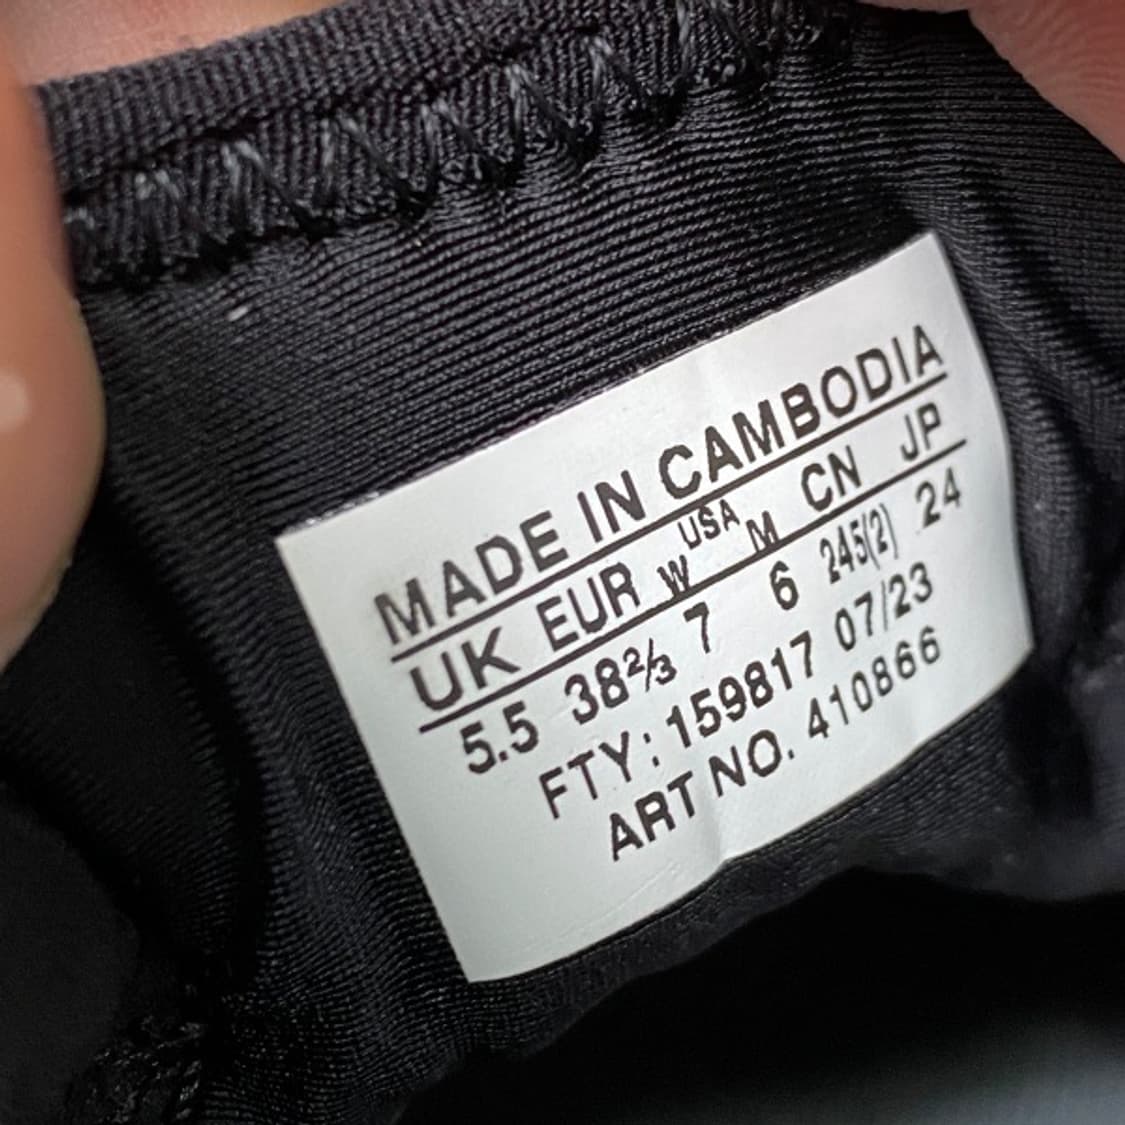 MADE IN CAMBODIA
UK EUR W USA M CN JP
5.5 38⅔ 7 6 245(2) 24
FTY: 159817 07/23
ART NO. 410866